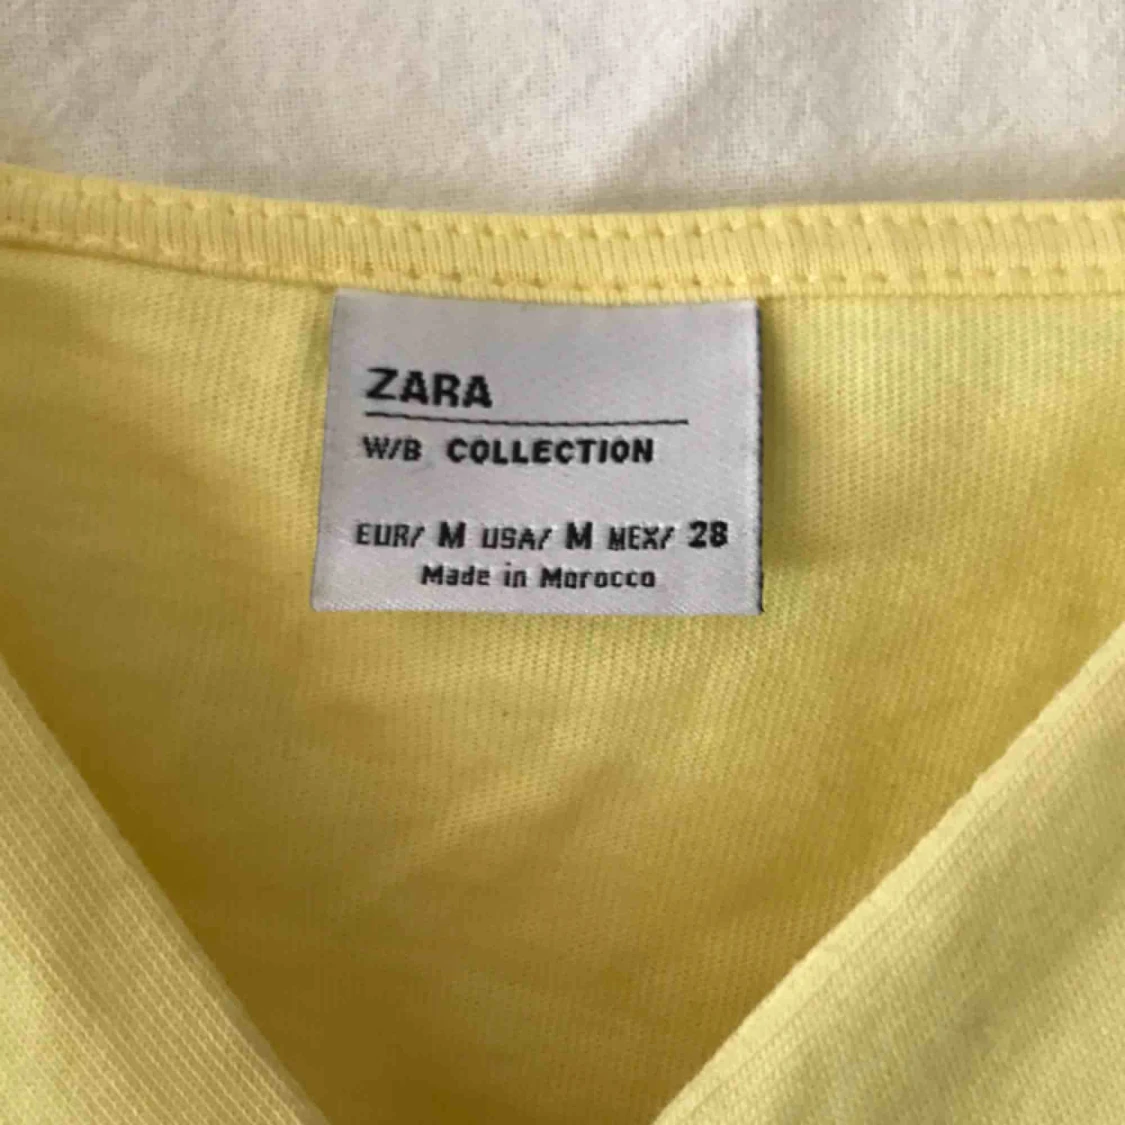 ZARA
W/B COLLECTION
EUR/ M USA/ M MEX/ 28
Made in Morocco